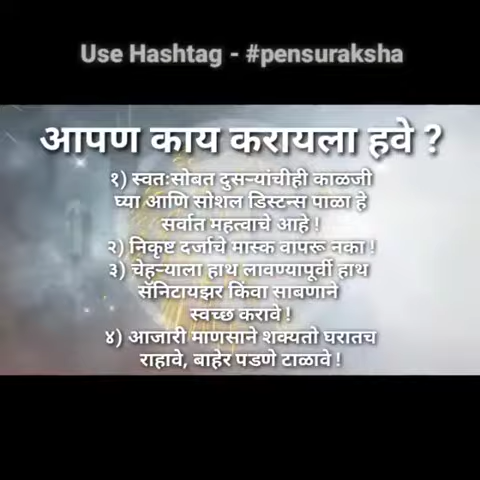 Use Hashtag - #pensuraksha
आपण काय करायला हवे ?
१) स्वतःसोबत दुसऱ्यांचीही काळजी
घ्या आणि सोशल डिस्टन्स पाळा हे
सर्वात महत्वाचे आहे !
२) निकृष्ट दर्जाचे मास्क वापरू नका !
३) चेहऱ्याला हाथ लावण्यापूर्वी हाथ
सॅनिटायझर किंवा साबणाने
स्वच्छ करावे !
४) आजारी माणसाने शक्यतो घरातच
राहावे, बाहेर पडणे टाळावे !